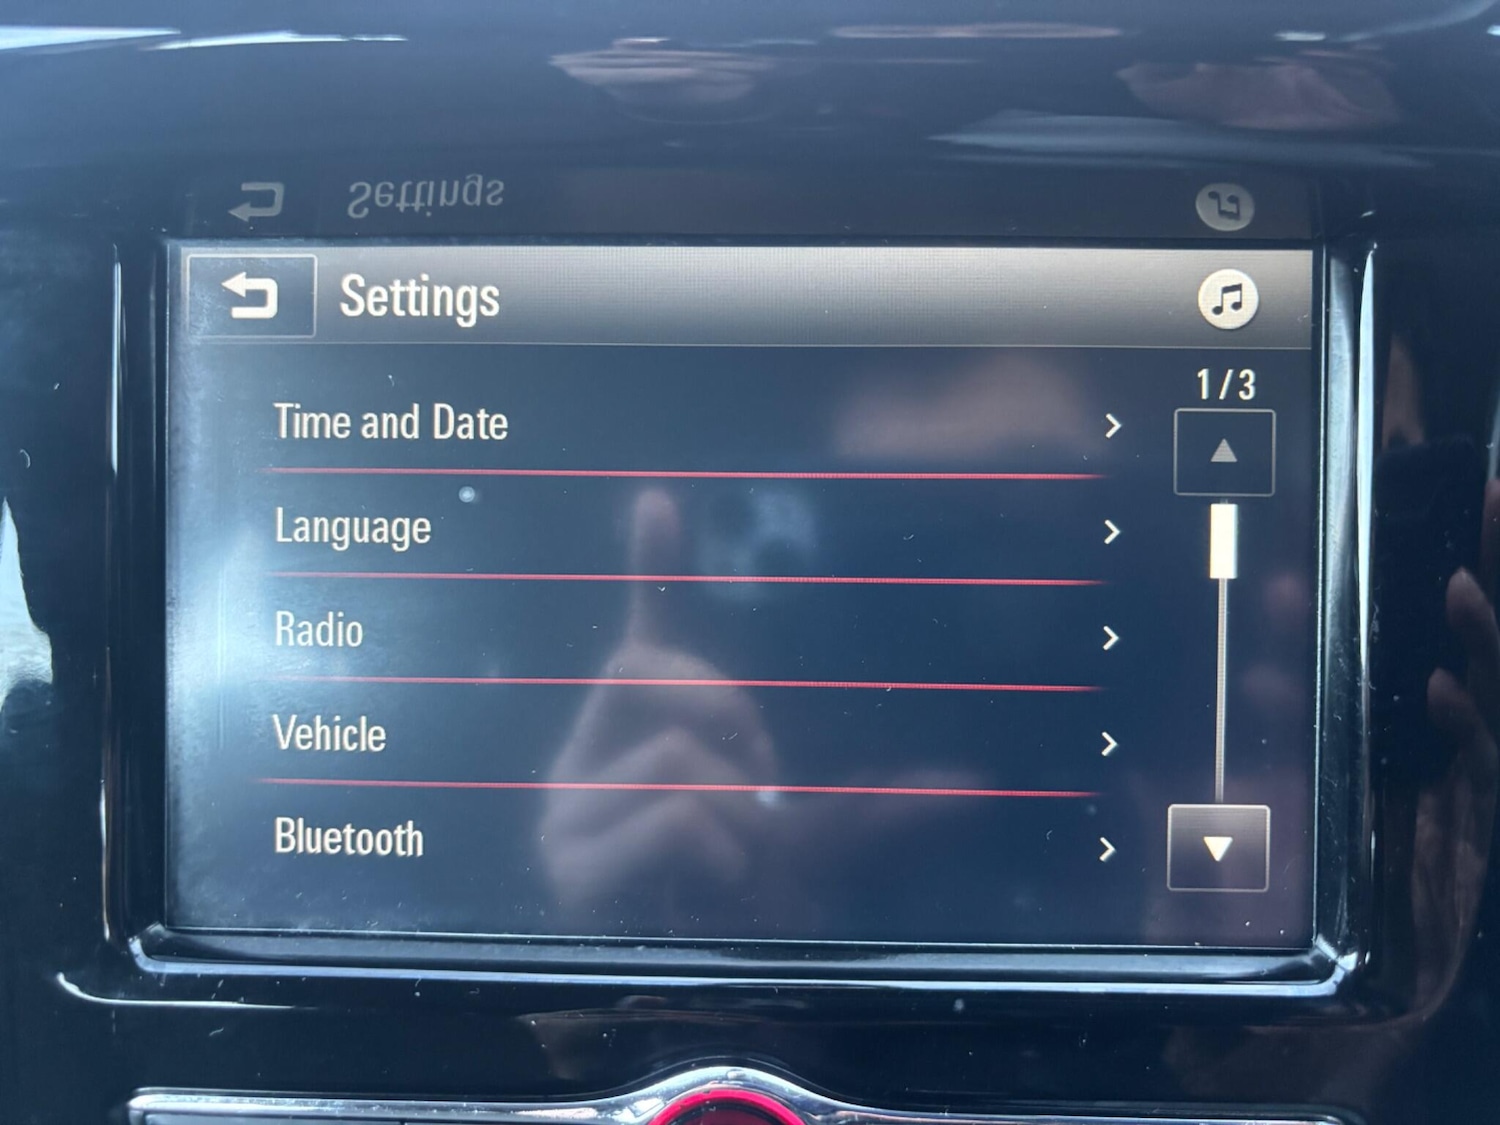 Settings
1/3
Time and Date
Language
Radio
Vehicle
Bluetooth